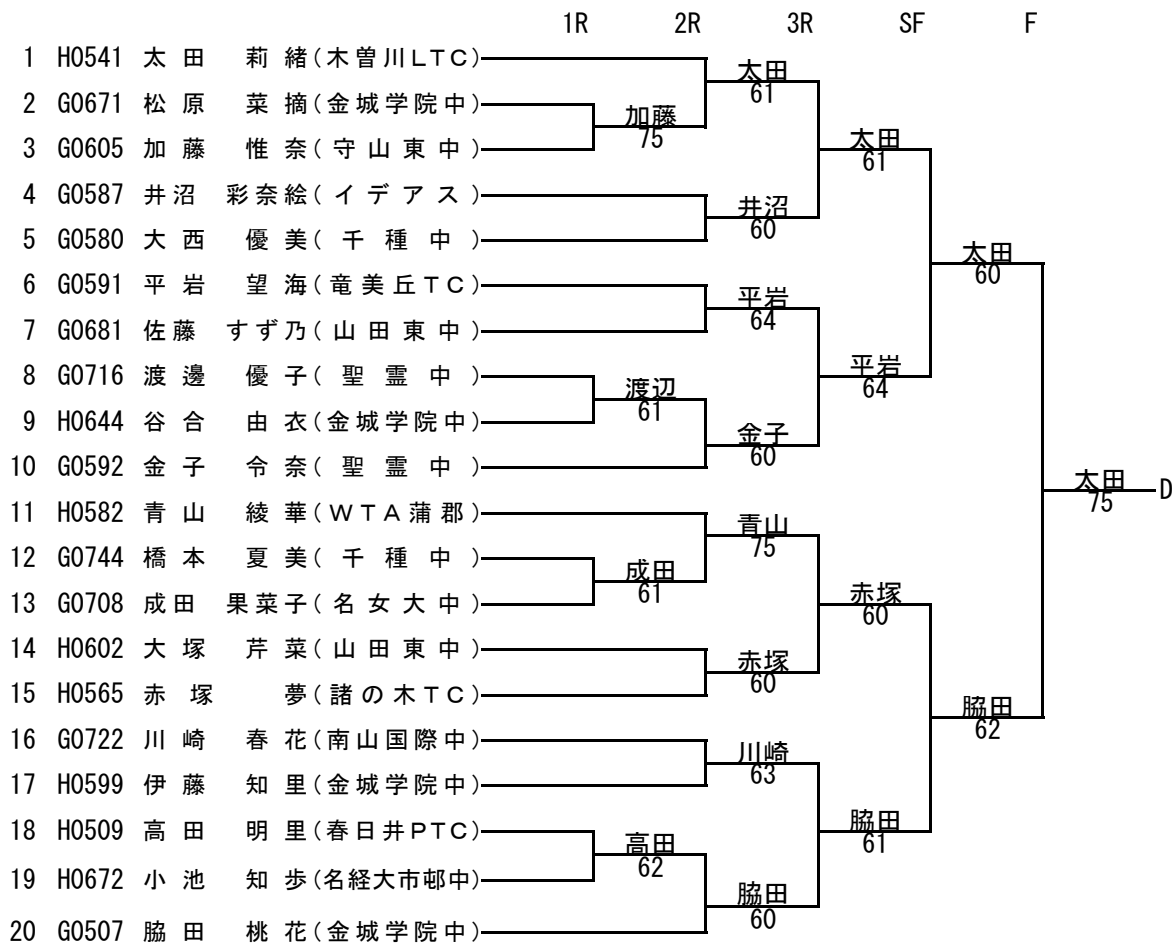 1R 2R 3R SF F
1 H0541 太田 莉緒(木曽川LTC)
太田
61
2 G0671 松原 菜摘(金城学院中)
加藤
75
3 G0605 加藤 惟奈(守山東中)
太田
61
4 G0587 井沼 彩奈絵(イデアス)
井沼
60
5 G0580 大西 優美(千種中)
太田
60
6 G0591 平岩 望海(竜美丘TC)
平岩
64
7 G0681 佐藤 すず乃(山田東中)
8 G0716 渡邊 優子(聖霊中)
平岩
64
渡辺
61
9 H0644 谷合 由衣(金城学院中)
金子
60
10 G0592 金子 令奈(聖霊中)
太田
75
D
11 H0582 青山 綾華(WTA蒲郡)
青山
75
12 G0744 橋本 夏美(千種中)
成田
61
13 G0708 成田 果菜子(名女大中)
赤塚
60
14 H0602 大塚 芹菜(山田東中)
赤塚
60
15 H0565 赤塚 夢(諸の木TC)
脇田
62
16 G0722 川崎 春花(南山国際中)
川崎
63
17 H0599 伊藤 知里(金城学院中)
18 H0509 高田 明里(春日井PTC)
脇田
61
高田
62
19 H0672 小池 知歩(名経大市邨中)
脇田
60
20 G0507 脇田 桃花(金城学院中)